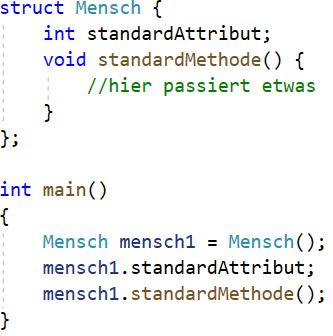 struct Mensch {
    int standardAttribut;
    void standardMethode() {
        //hier passiert etwas
    }
};

int main()
{
    Mensch mensch1 = Mensch();
    mensch1.standardAttribut;
    mensch1.standardMethode();
}